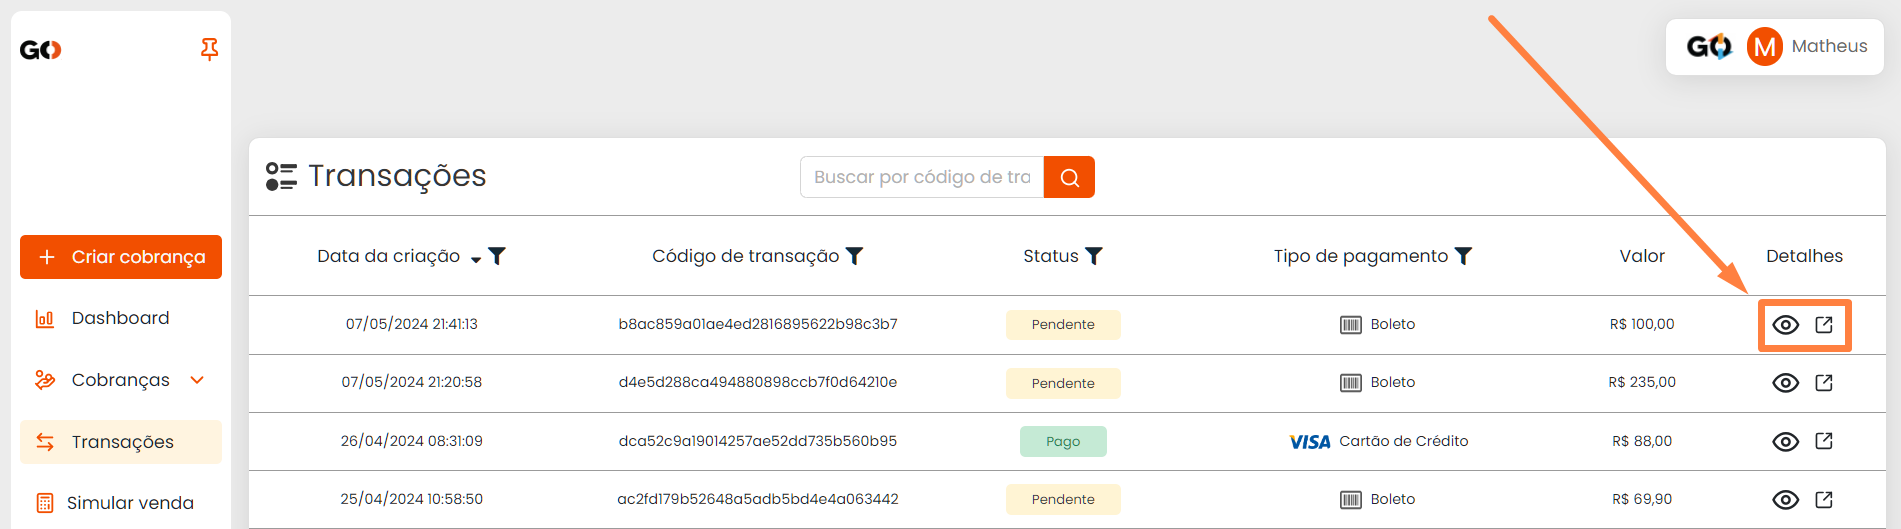 GO
GO M Matheus
Transações
Buscar por código de tra
Criar cobrança
Dashboard
Cobranças
Transações
Simular venda
Data da criação Código de transação Status Tipo de pagamento Valor Detalhes
07/05/2024 21:41:13 b8ac859a01ae4ed2816895622b98c3b7 Pendente Boleto R$ 100,00
07/05/2024 21:20:58 d4e5d288ca494880898ccb7f0d64210e Pendente Boleto R$ 235,00
26/04/2024 08:31:09 dca52c9a19014257ae52dd735b560b95 Pago VISA Cartão de Crédito R$ 88,00
25/04/2024 10:58:50 ac2fd179b52648a5adb5bd4e4a063442 Pendente Boleto R$ 69,90